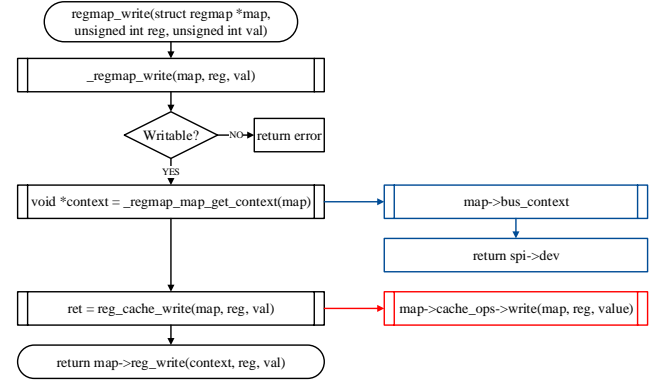 regmap_write(struct regmap *map,
unsigned int reg, unsigned int val)
_regmap_write(map, reg, val)
Writable?
NO
return error
YES
void *context = _regmap_map_get_context(map)
map->bus_context
return spi->dev
ret = reg_cache_write(map, reg, val)
map->cache_ops->write(map, reg, value)
return map->reg_write(context, reg, val)